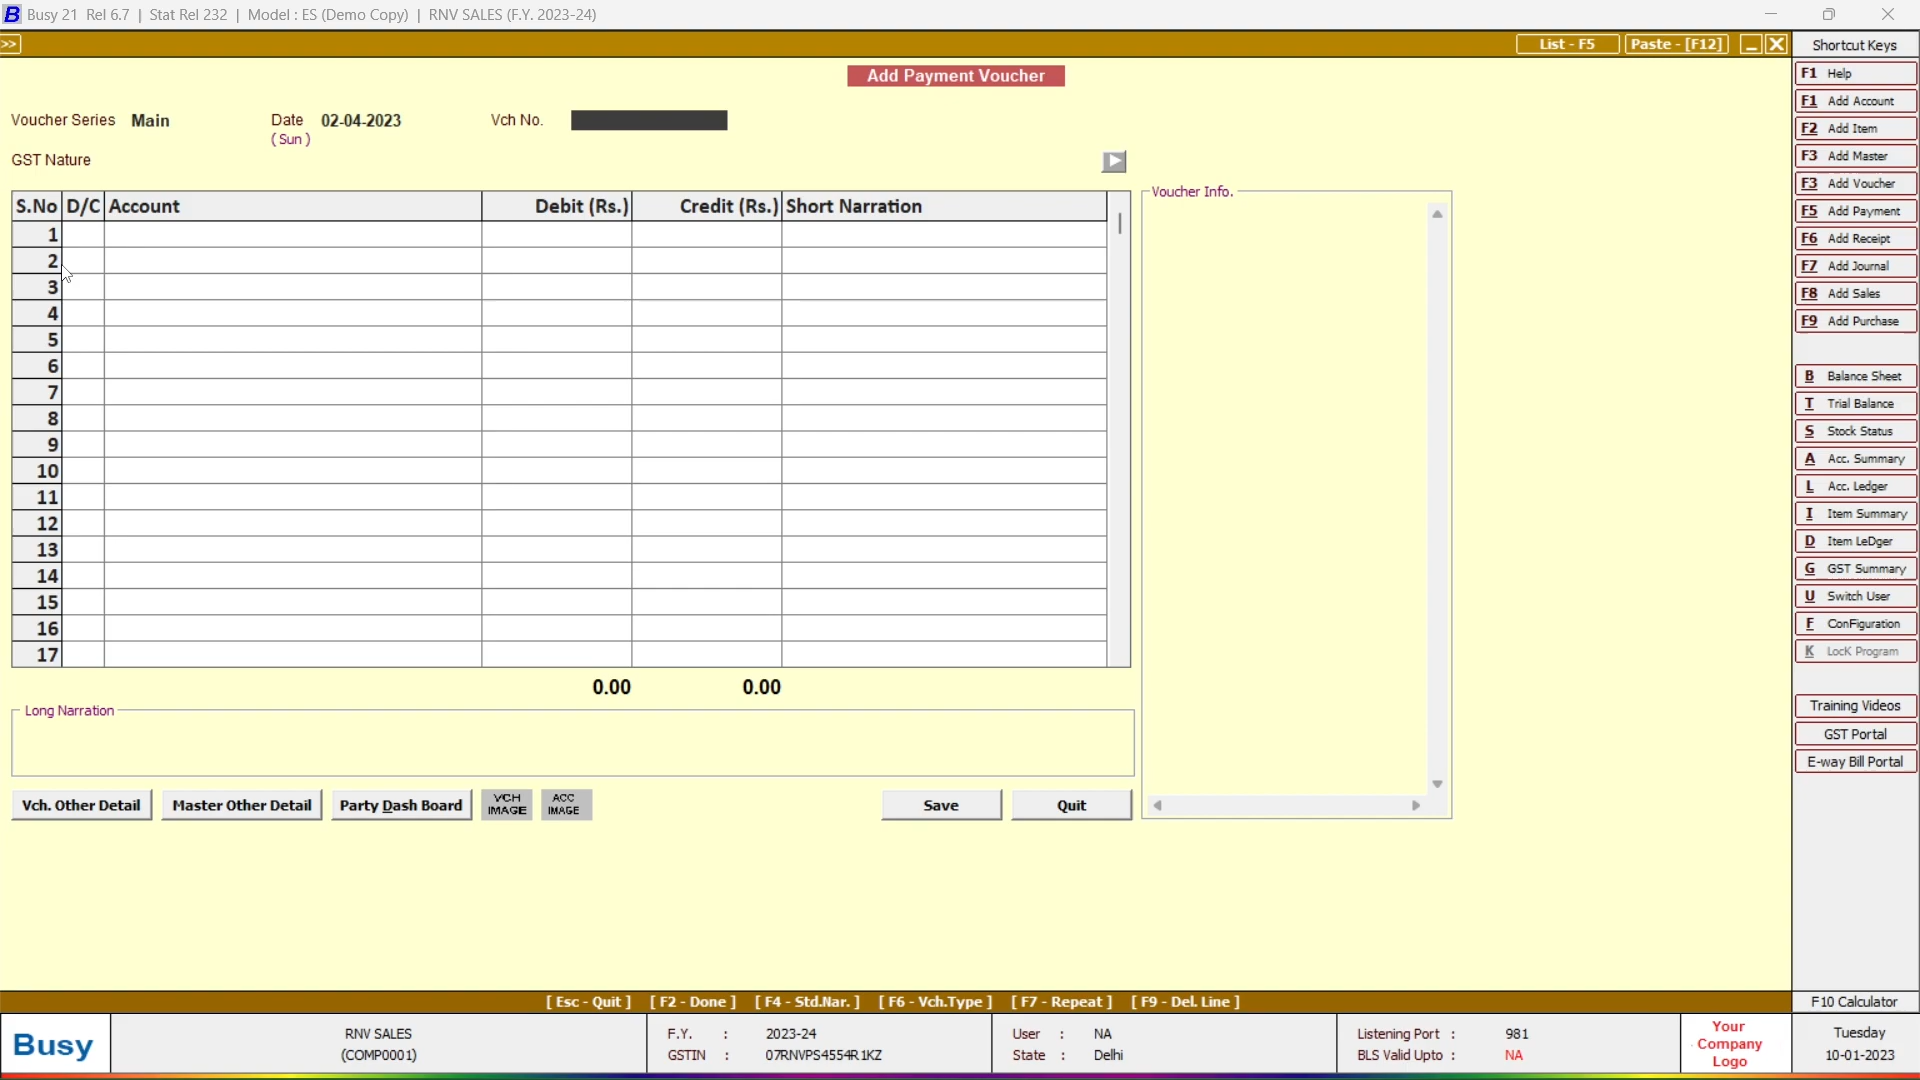 Busy 21 Rel 6.7 | Stat Rel 232 | Model : ES (Demo Copy) | RNV SALES (F.Y. 2023-24)
>> List - F5 Paste - [F12]
Add Payment Voucher
Voucher Series Main Date 02-04-2023 Vch No.
( Sun )
GST Nature
S.No D/C Account Debit (Rs.) Credit (Rs.) Short Narration
1
2
3
4
5
6
7
8
9
10
11
12
13
14
15
16
17
0.00 0.00
Voucher Info.
Long Narration
Vch. Other Detail Master Other Detail Party Dash Board VCH IMAGE ACC IMAGE Save Quit
Shortcut Keys
F1 Help
F1 Add Account
F2 Add Item
F3 Add Master
F3 Add Voucher
F5 Add Payment
F6 Add Receipt
F7 Add Journal
F8 Add Sales
F9 Add Purchase
B Balance Sheet
T Trial Balance
S Stock Status
A Acc. Summary
L Acc. Ledger
I Item Summary
D Item LeDger
G GST Summary
U Switch User
F ConFiguration
K LocK Program
Training Videos
GST Portal
E-way Bill Portal
[ Esc - Quit ] [ F2 - Done ] [ F4 - Std.Nar. ] [ F6 - Vch.Type ] [ F7 - Repeat ] [ F9 - Del. Line ]
F10 Calculator
Busy
RNV SALES
(COMP0001)
F.Y. : 2023-24
GSTIN : 07RNVPS4554R1KZ
User : NA
State : Delhi
Listening Port : 981
BLS Valid Upto : NA
Your
Company
Logo
Tuesday
10-01-2023